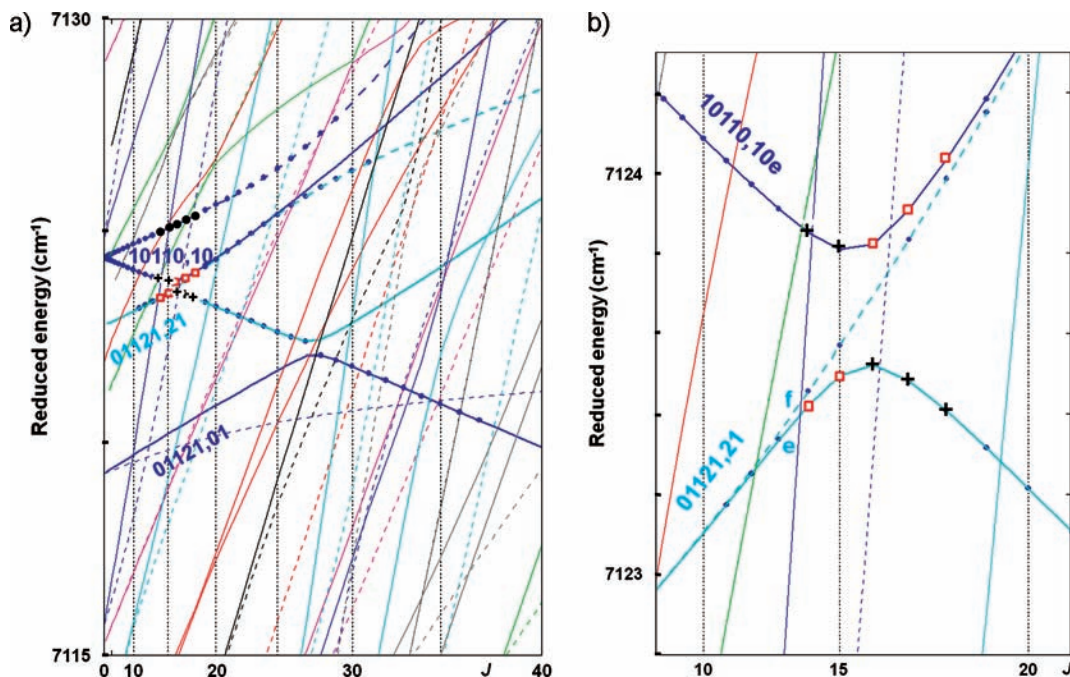 a)
7130
Reduced energy (cm⁻¹)
10110,10
01121,21
01121,01
7115
0
10
20
30
J
40
b)
10110,10e
7124
Reduced energy (cm⁻¹)
f
e
01121,21
7123
10
15
20
J